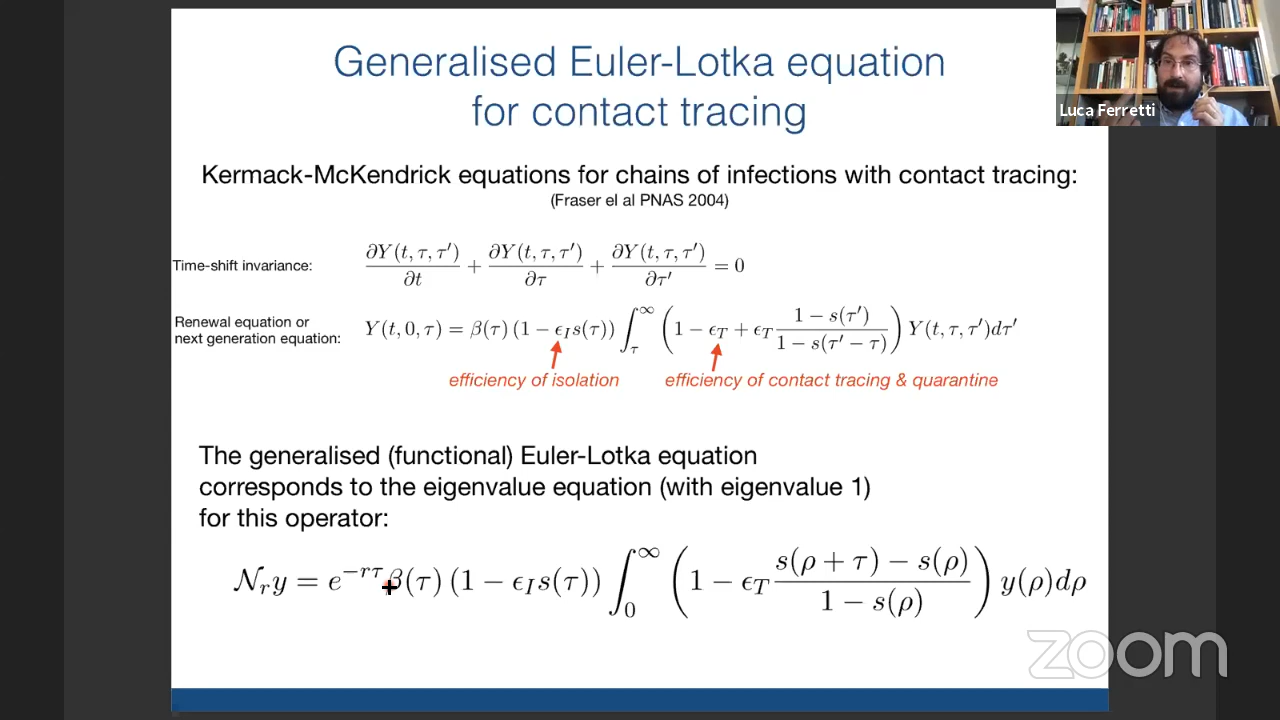 Generalised Euler-Lotka equation
for contact tracing
Luca Ferretti
Kermack-McKendrick equations for chains of infections with contact tracing:
(Fraser el al PNAS 2004)
Time-shift invariance: ∂Y(t, τ, τ′)/∂t + ∂Y(t, τ, τ′)/∂τ + ∂Y(t, τ, τ′)/∂τ′ = 0
Renewal equation or
next generation equation: Y(t, 0, τ) = β(τ) (1 − ϵ_I s(τ)) ∫_τ^∞ (1 − ϵ_T + ϵ_T (1 − s(τ′))/(1 − s(τ′ − τ))) Y(t, τ, τ′)dτ′
efficiency of isolation efficiency of contact tracing & quarantine
The generalised (functional) Euler-Lotka equation
corresponds to the eigenvalue equation (with eigenvalue 1)
for this operator:
𝒩_r y = e^{−rτ} β(τ) (1 − ϵ_I s(τ)) ∫_0^∞ (1 − ϵ_T (s(ρ + τ) − s(ρ))/(1 − s(ρ))) y(ρ)dρ
zoom